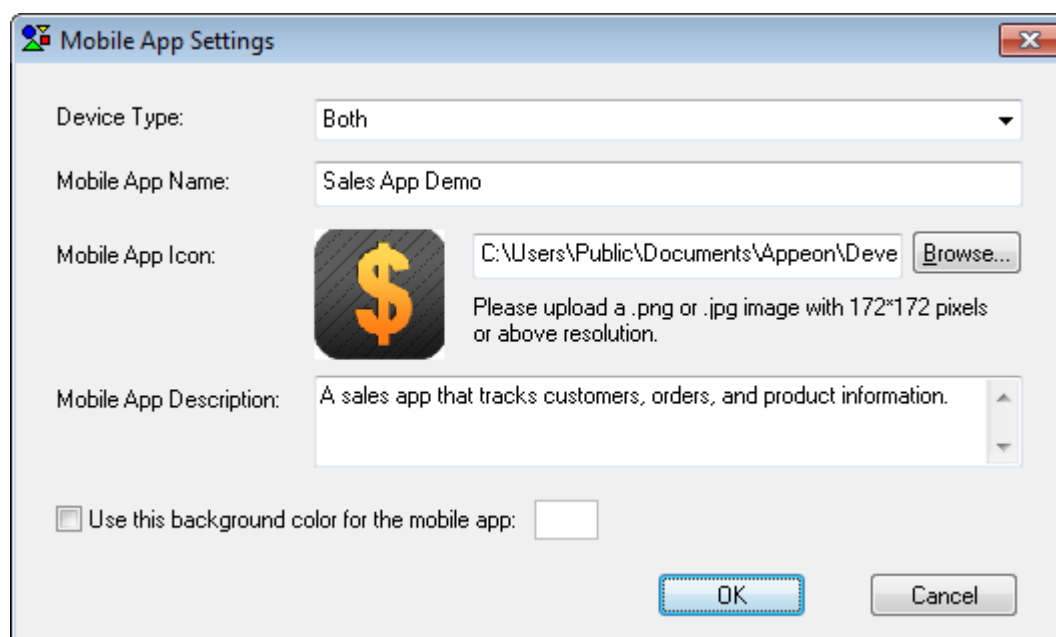 Mobile App Settings
Device Type:
Both
Mobile App Name:
Sales App Demo
Mobile App Icon:
$
C:\Users\Public\Documents\Appeon\Deve
Browse...
Please upload a .png or .jpg image with 172*172 pixels
or above resolution.
Mobile App Description:
A sales app that tracks customers, orders, and product information.
Use this background color for the mobile app:
OK
Cancel